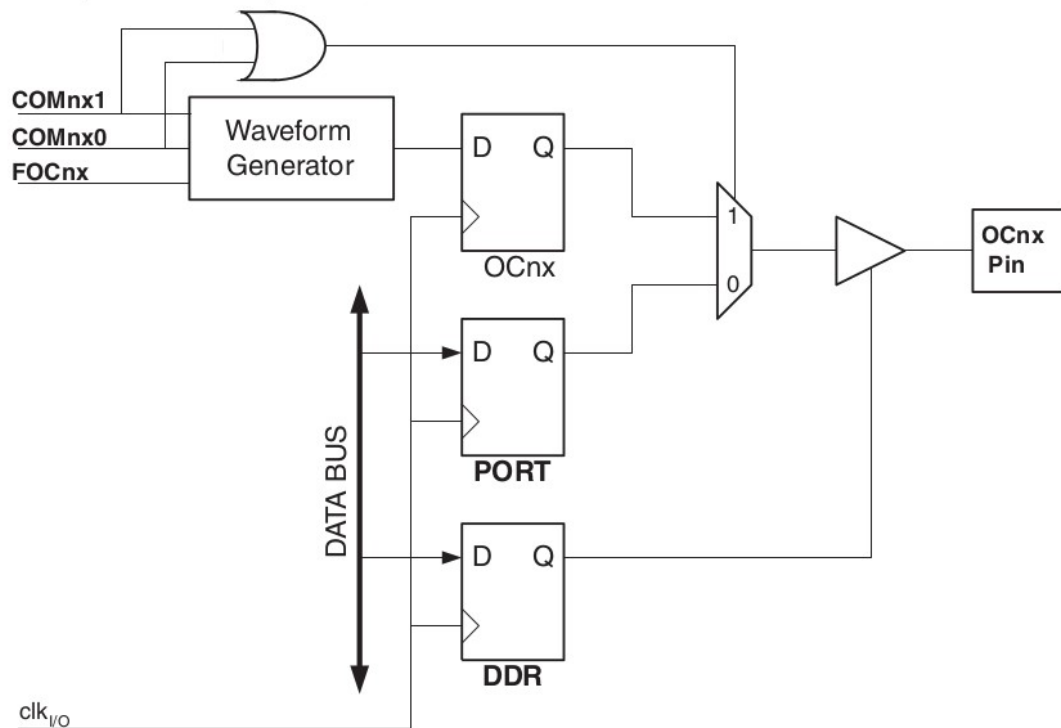 COMnx1
COMnx0
FOCnx
Waveform
Generator
D Q
OCnx
1
0
OCnx
Pin
D Q
PORT
DATA BUS
D Q
DDR
clkI/O